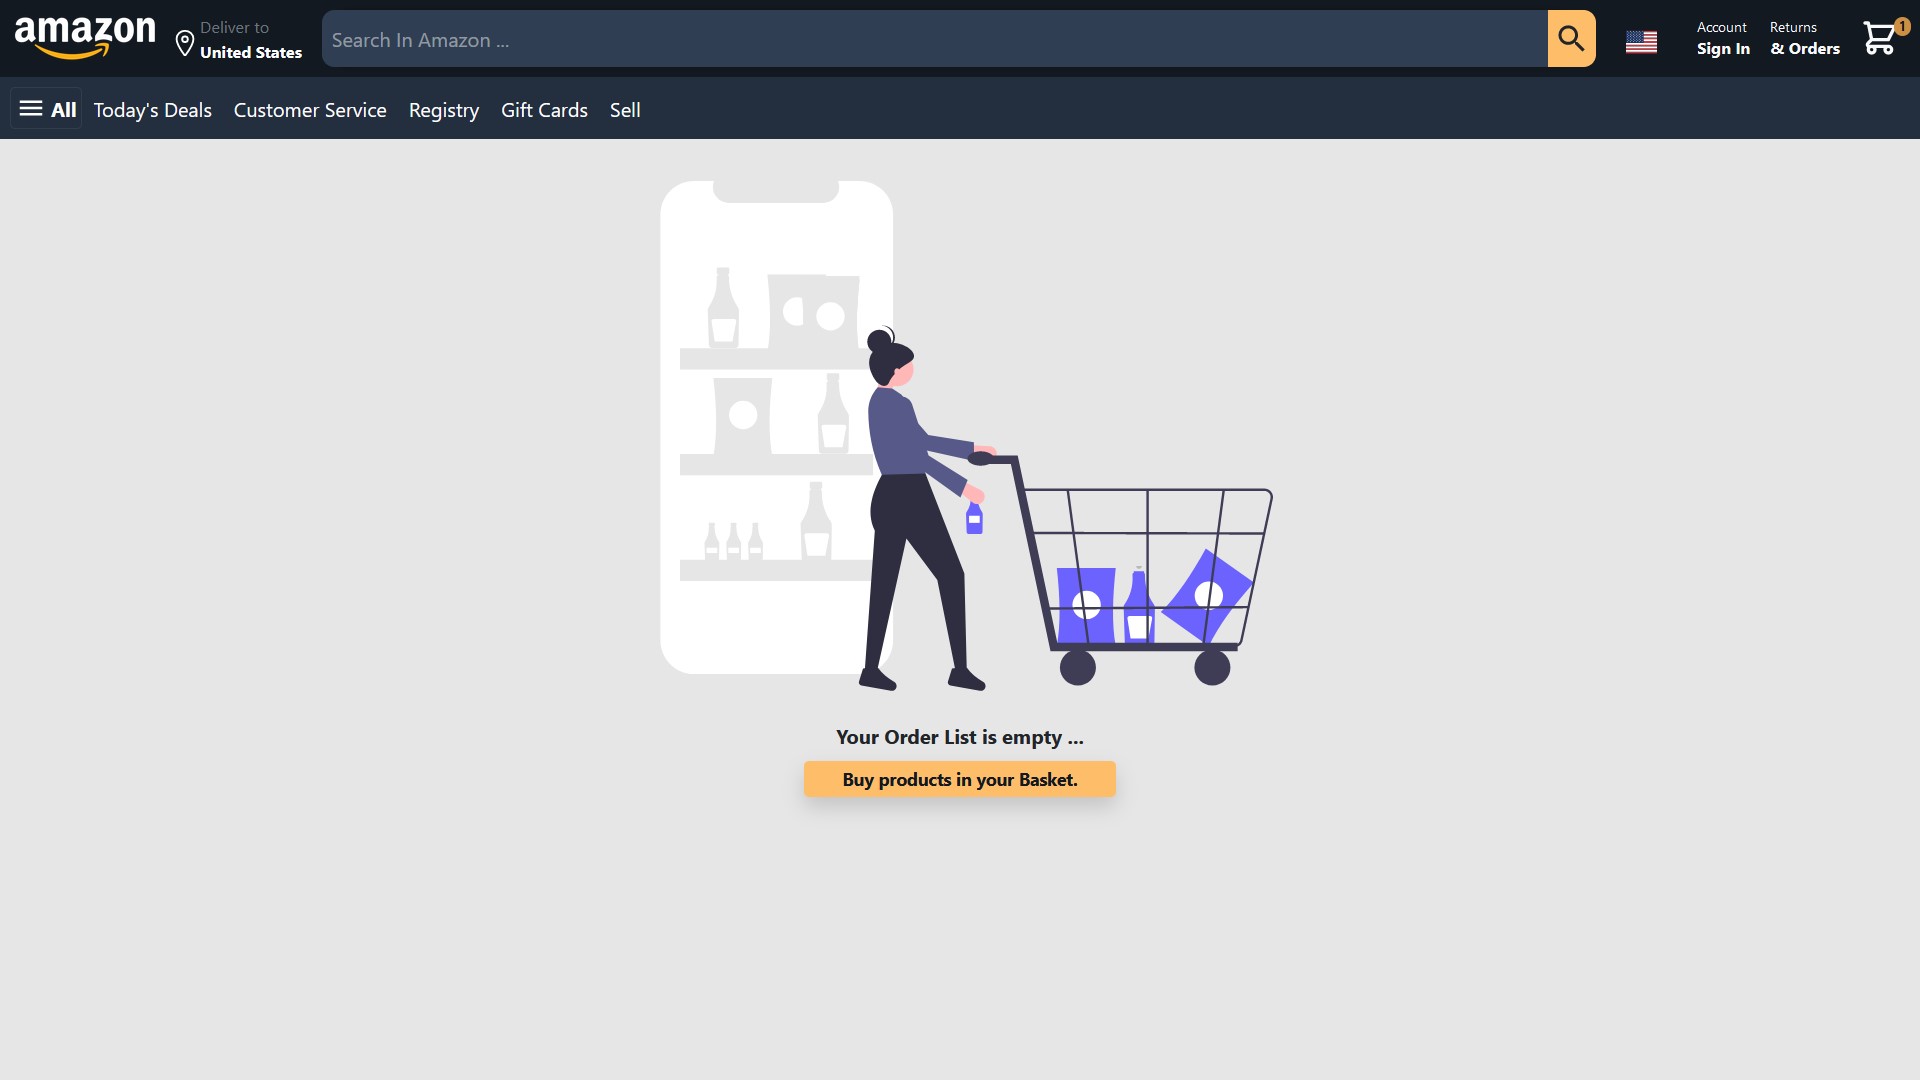 amazon
Deliver to
United States
Search In Amazon ...
Account
Sign In
Returns
& Orders
1
All
Today's Deals
Customer Service
Registry
Gift Cards
Sell
Your Order List is empty ...
Buy products in your Basket.